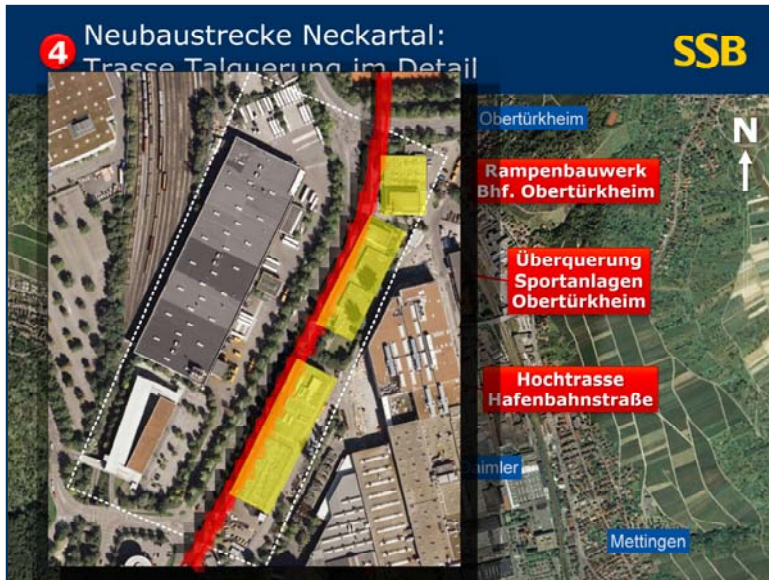 4
Neubaustrecke Neckartal:
Trasse Talquerung im Detail
SSB
Obertürkheim
N
Rampenbauwerk
Bhf. Obertürkheim
Überquerung
Sportanlagen
Obertürkheim
Hochtrasse
Hafenbahnstraße
Daimler
Mettingen